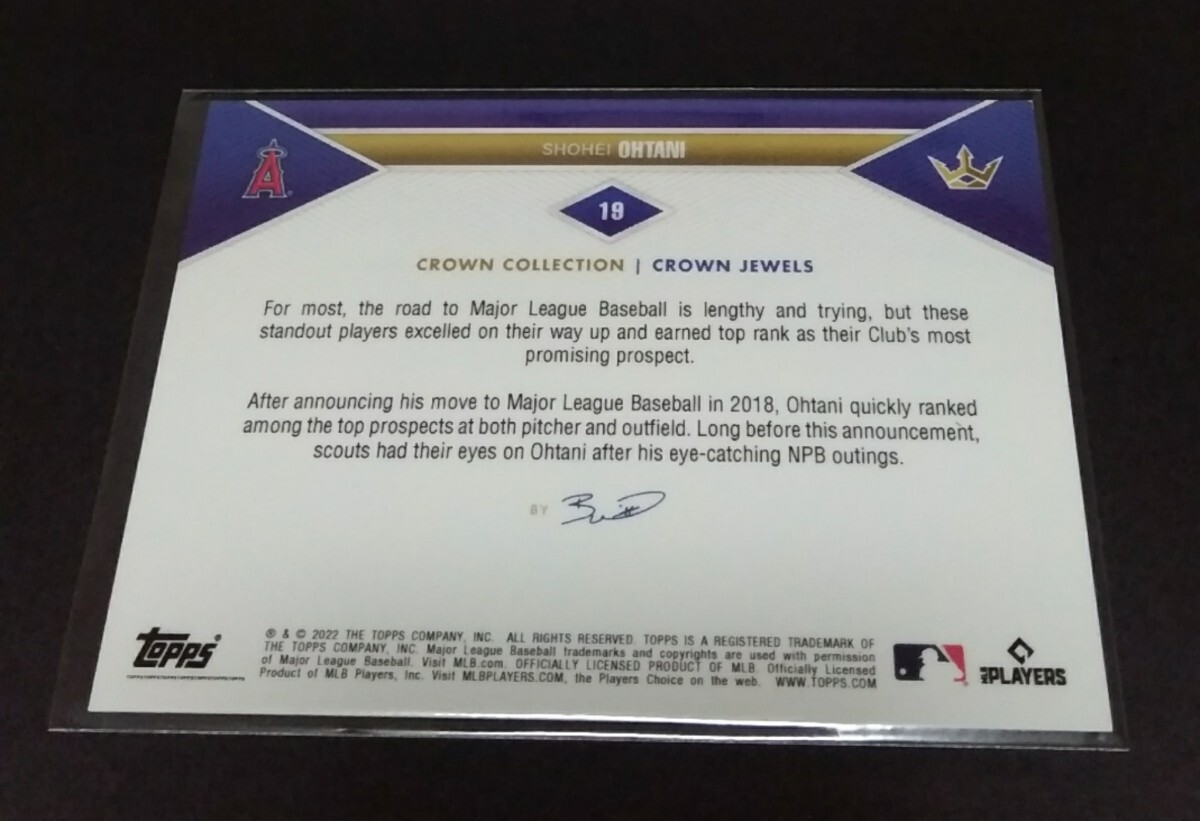 SHOHEI OHTANI
A
19
CROWN COLLECTION | CROWN JEWELS
For most, the road to Major League Baseball is lengthy and trying, but these
standout players excelled on their way up and earned top rank as their Club's most
promising prospect.
After announcing his move to Major League Baseball in 2018, Ohtani quickly ranked
among the top prospects at both pitcher and outfield. Long before this announcement,
scouts had their eyes on Ohtani after his eye-catching NPB outings.
BY
TOPPS®
® & © 2022 THE TOPPS COMPANY, INC. ALL RIGHTS RESERVED. TOPPS IS A REGISTERED TRADEMARK OF
THE TOPPS COMPANY, INC. Major League Baseball trademarks and copyrights are used with permission
of Major League Baseball. Visit MLB.com. OFFICIALLY LICENSED PRODUCT OF MLB. Officially Licensed
Product of MLB Players, Inc. Visit MLBPLAYERS.COM, the Players Choice on the web. WWW.TOPPS.COM
MLB PLAYERS